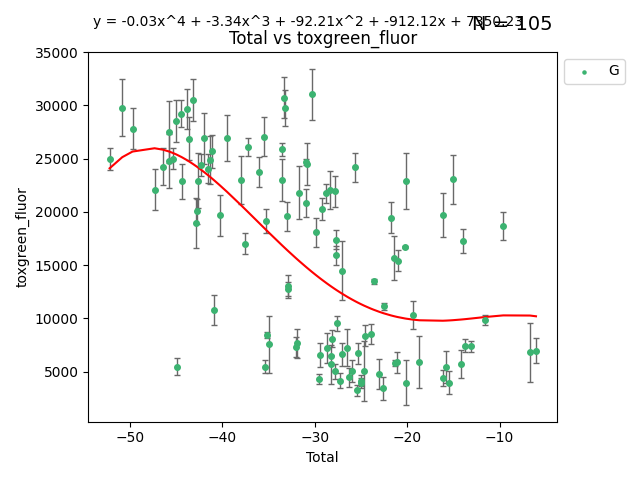 y = -0.03x^4 + -3.34x^3 + -92.21x^2 + -912.12x + 7350.23
N = 105
Total vs toxgreen_fluor
G
35000
30000
25000
20000
15000
10000
5000
toxgreen_fluor
−50
−40
−30
−20
−10
Total